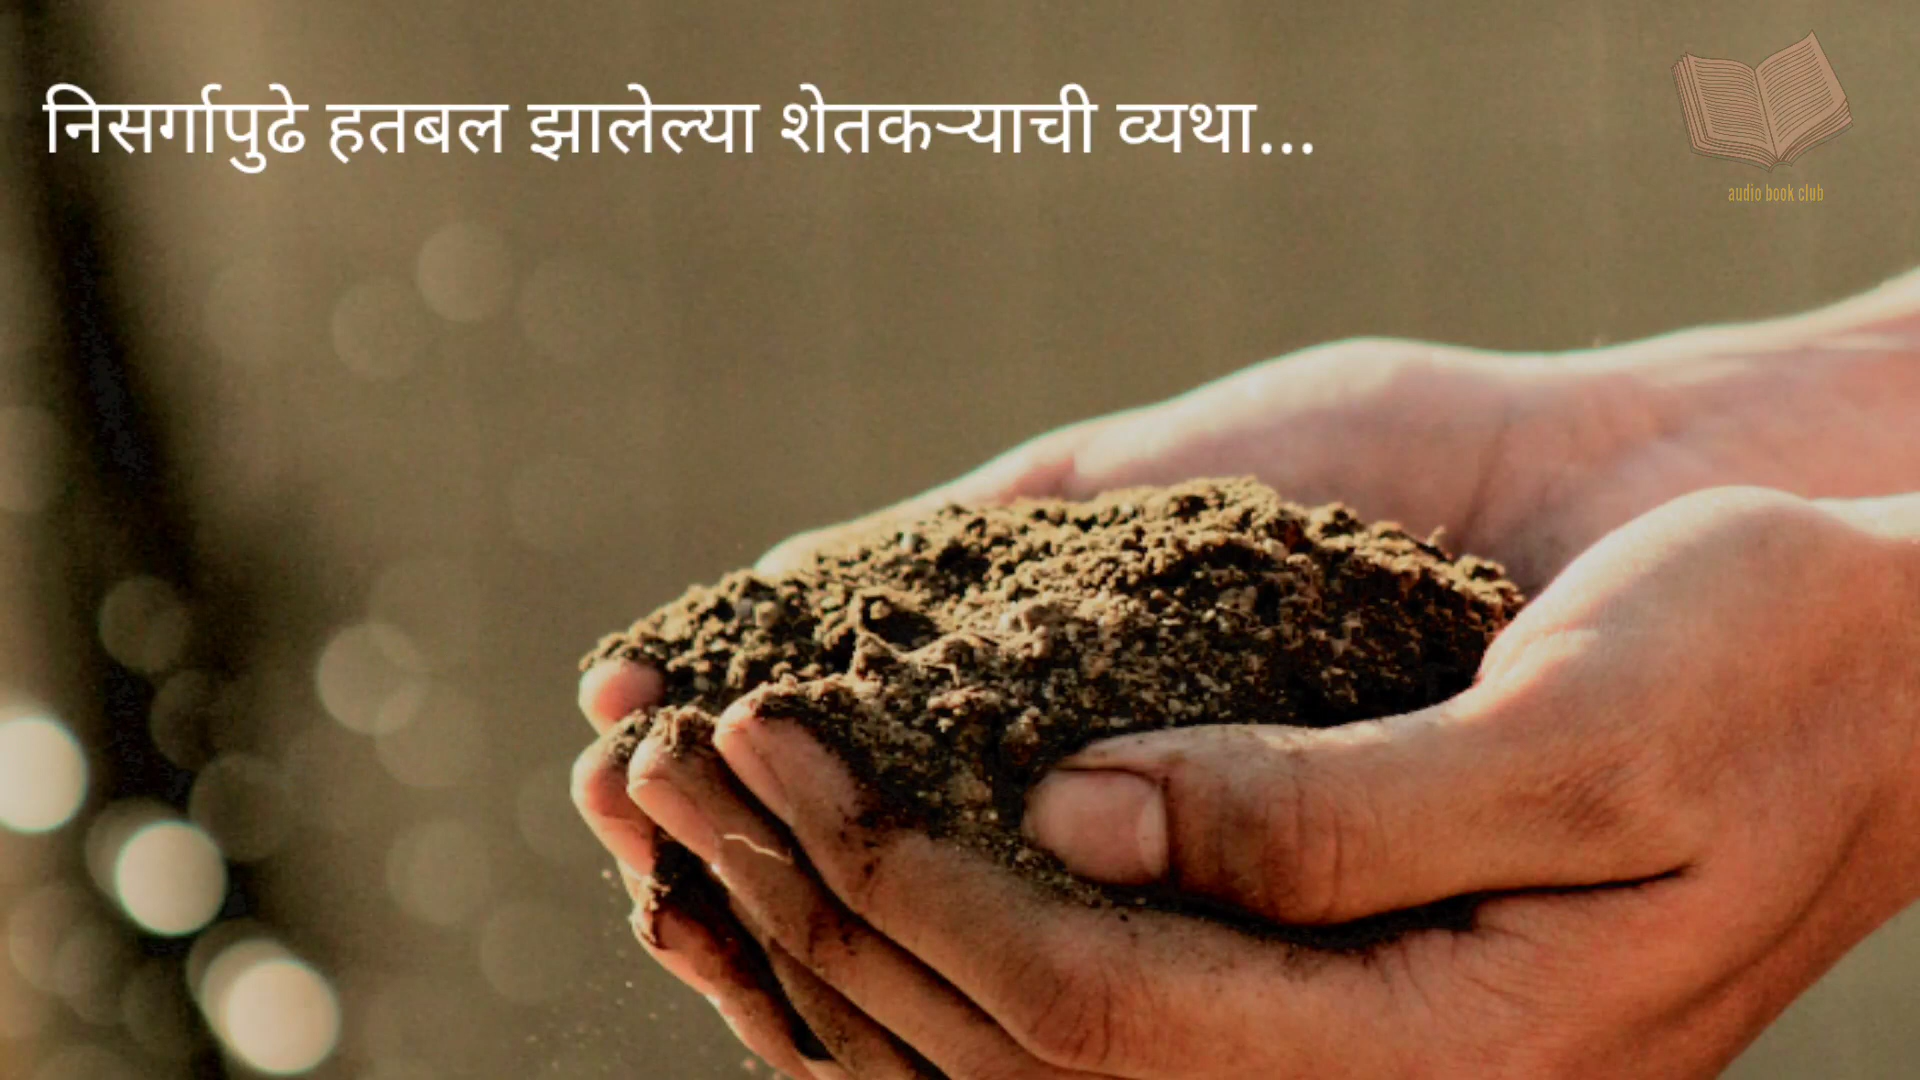 निसर्गापुढे हतबल झालेल्या शेतकऱ्याची व्यथा...
audio book club